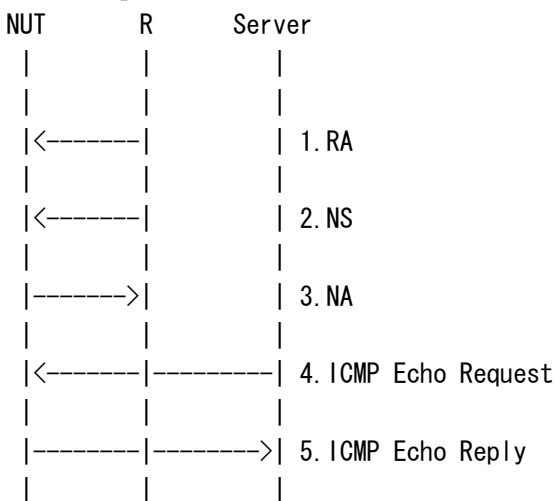 NUT R Server
1. RA
2. NS
3. NA
4. ICMP Echo Request
5. ICMP Echo Reply